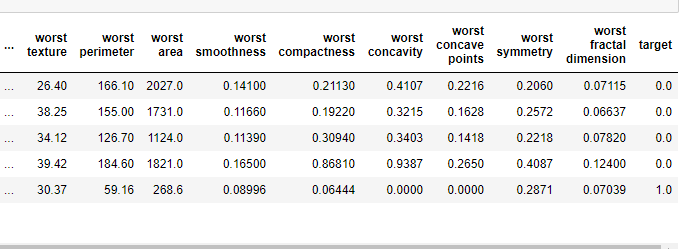 ... worst texture worst perimeter worst area worst smoothness worst compactness worst concavity worst concave points worst symmetry worst fractal dimension target
... 26.40 166.10 2027.0 0.14100 0.21130 0.4107 0.2216 0.2060 0.07115 0.0
... 38.25 155.00 1731.0 0.11660 0.19220 0.3215 0.1628 0.2572 0.06637 0.0
... 34.12 126.70 1124.0 0.11390 0.30940 0.3403 0.1418 0.2218 0.07820 0.0
... 39.42 184.60 1821.0 0.16500 0.86810 0.9387 0.2650 0.4087 0.12400 0.0
... 30.37 59.16 268.6 0.08996 0.06444 0.0000 0.0000 0.2871 0.07039 1.0